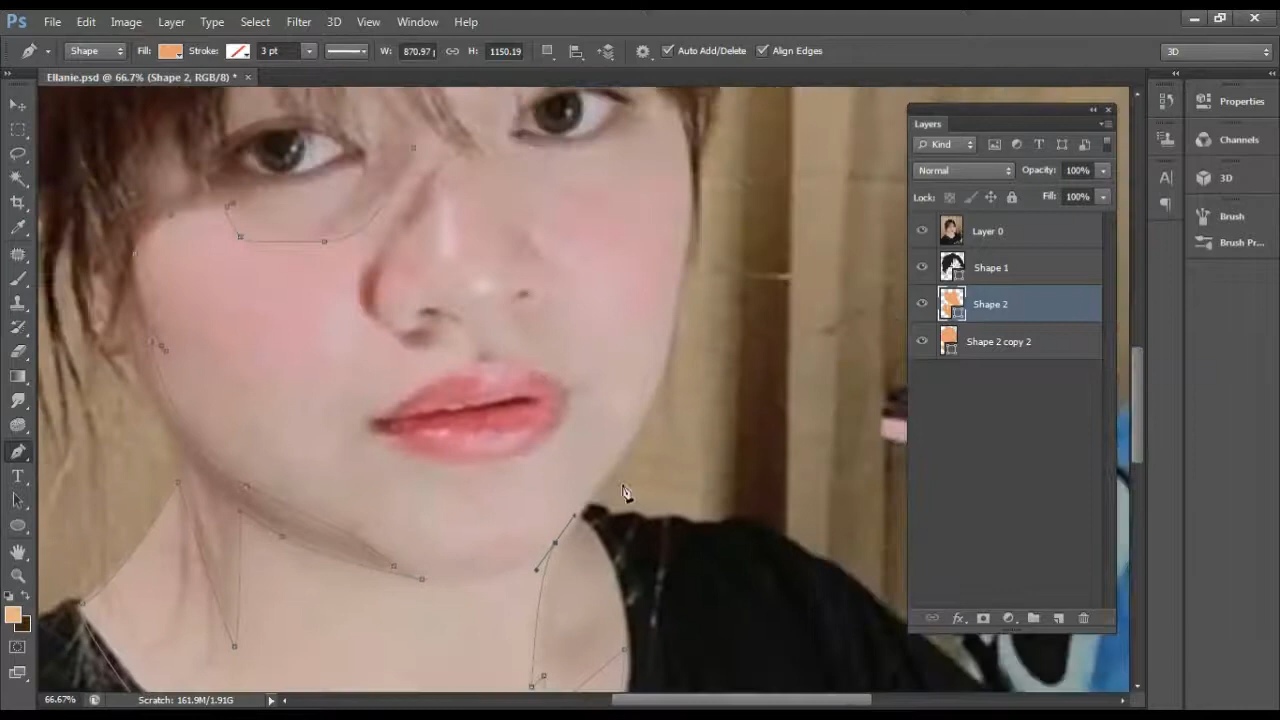 Ps File Edit Image Layer Type Select Filter 3D View Window Help
Shape Fill: Stroke: 3 pt W: 870.97 H: 1150.19 Auto Add/Delete Align Edges 3D
Ellanie.psd @ 66.7% (Shape 2, RGB/8) * ×
Layers
Kind
Normal Opacity: 100%
Lock: Fill: 100%
Layer 0
Shape 1
Shape 2
Shape 2 copy 2
fx
Properties
Channels
3D
Brush
Brush Pr...
66.67% Scratch: 161.9M/1.91G